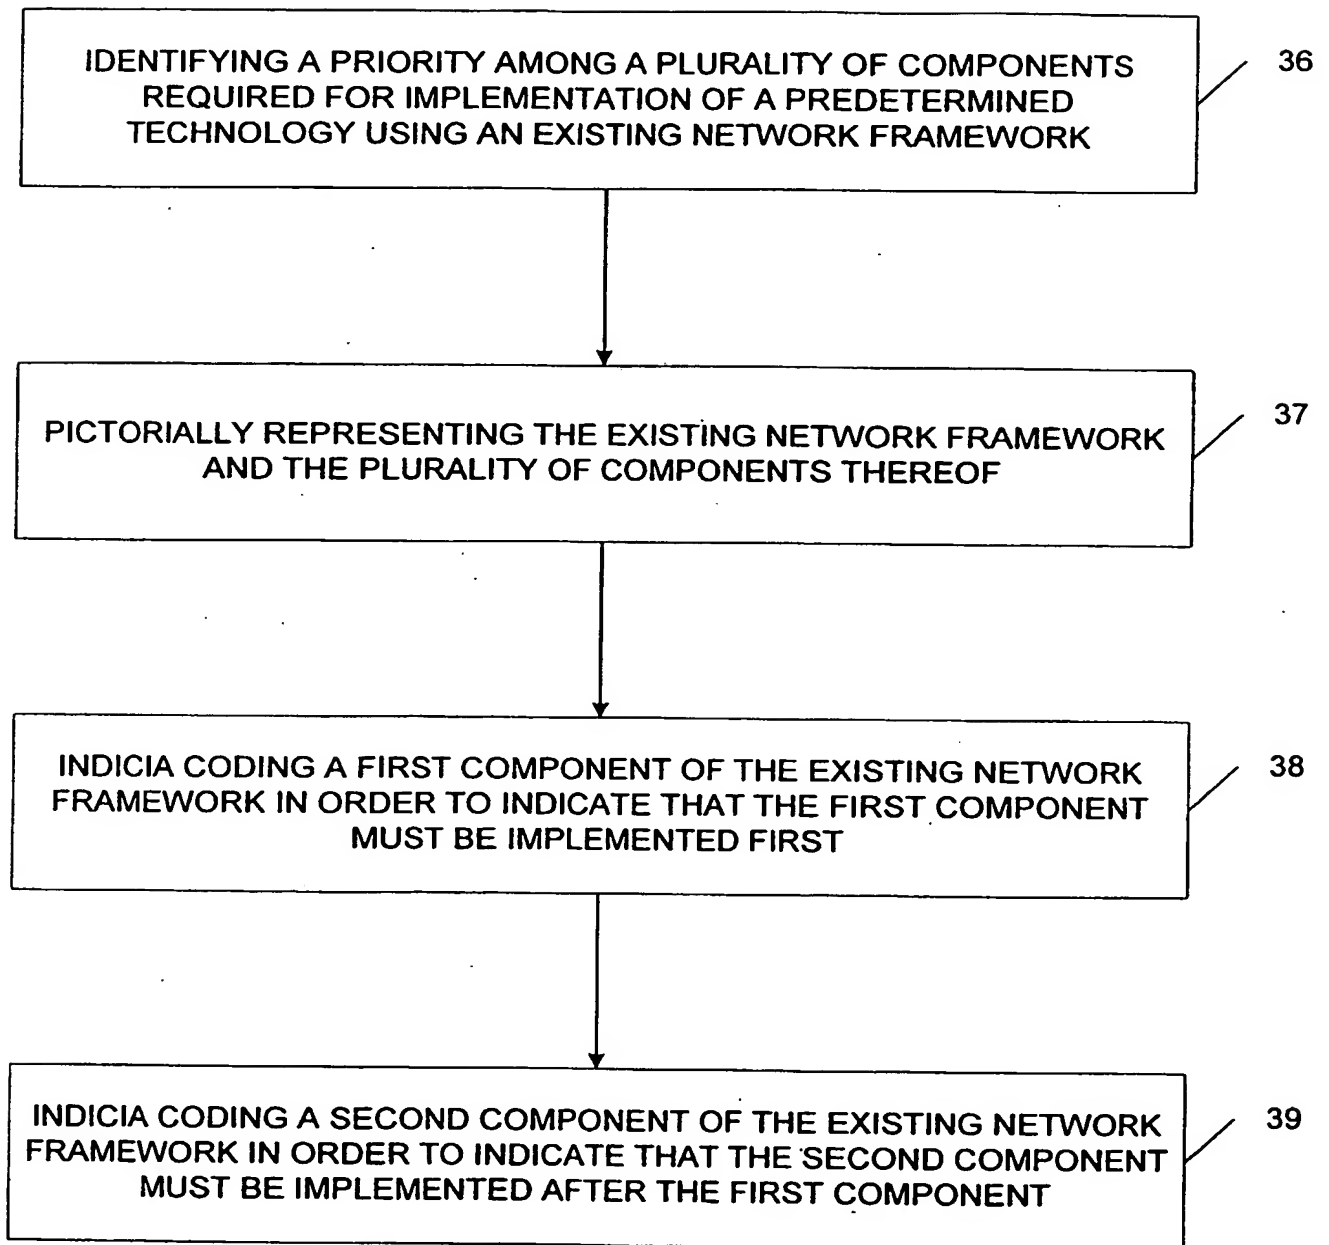 IDENTIFYING A PRIORITY AMONG A PLURALITY OF COMPONENTS
REQUIRED FOR IMPLEMENTATION OF A PREDETERMINED
TECHNOLOGY USING AN EXISTING NETWORK FRAMEWORK
36
PICTORIALLY REPRESENTING THE EXISTING NETWORK FRAMEWORK
AND THE PLURALITY OF COMPONENTS THEREOF
37
INDICIA CODING A FIRST COMPONENT OF THE EXISTING NETWORK
FRAMEWORK IN ORDER TO INDICATE THAT THE FIRST COMPONENT
MUST BE IMPLEMENTED FIRST
38
INDICIA CODING A SECOND COMPONENT OF THE EXISTING NETWORK
FRAMEWORK IN ORDER TO INDICATE THAT THE SECOND COMPONENT
MUST BE IMPLEMENTED AFTER THE FIRST COMPONENT
39